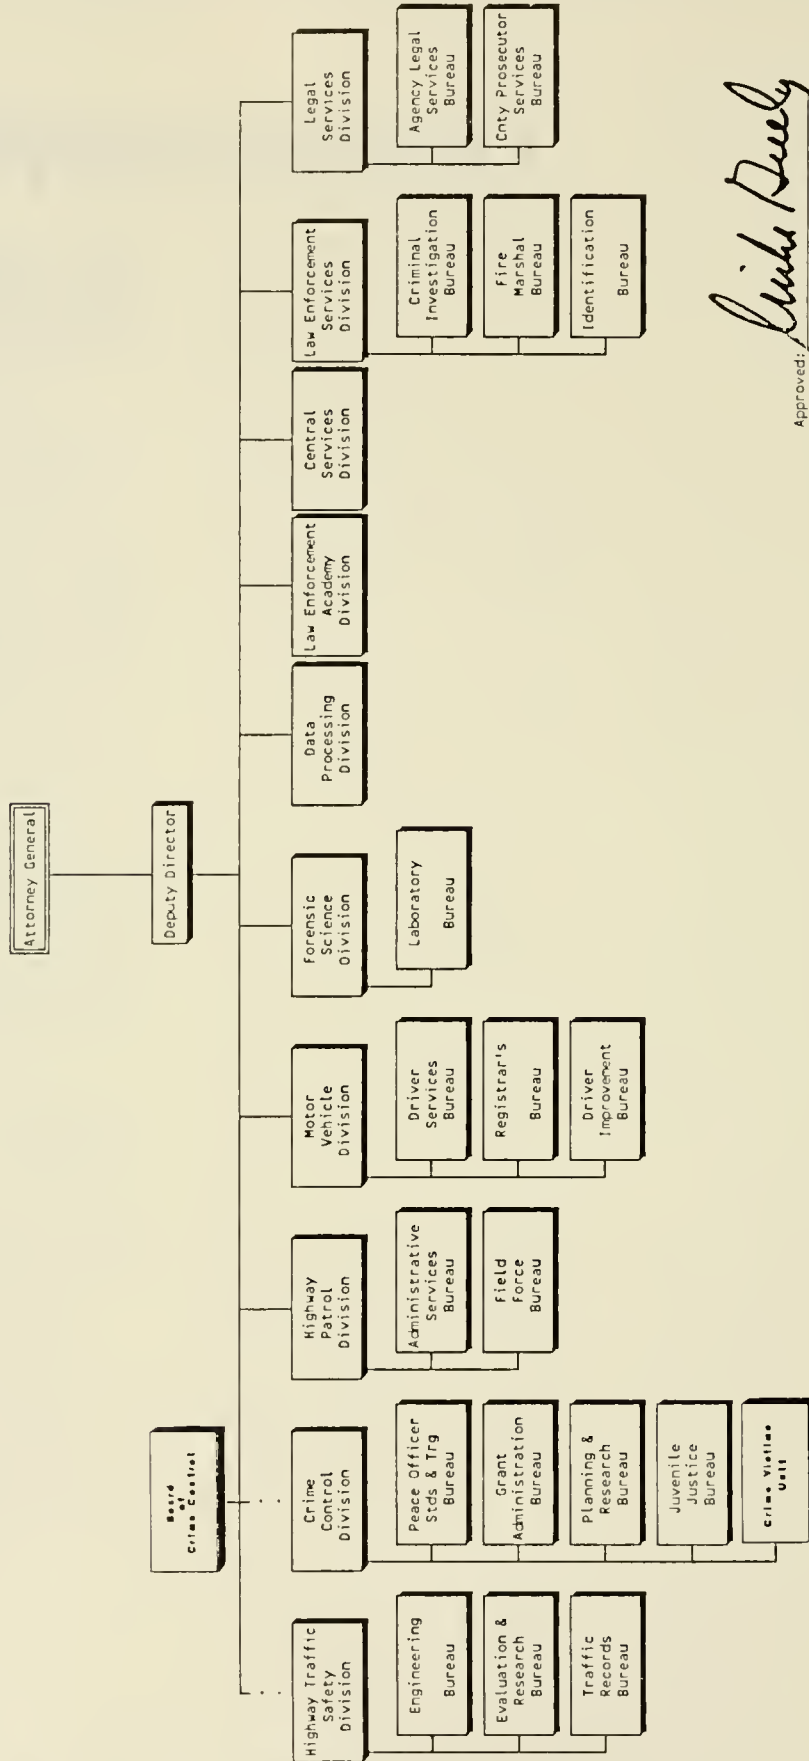 Attorney General
Deputy Director
Board
of
Crime Control
Highway Traffic
Safety
Division
Engineering
Bureau
Evaluation &
Research
Bureau
Traffic
Records
Bureau
Crime
Control
Division
Peace Officer
Stds & Trg
Bureau
Grant
Administration
Bureau
Planning &
Research
Bureau
Juvenile
Justice
Bureau
Crime Victims
Unit
Highway
Patrol
Division
Administrative
Services
Bureau
Field
Force
Bureau
Motor
Vehicle
Division
Driver
Services
Bureau
Registrar's
Bureau
Driver
Improvement
Bureau
Forensic
Science
Division
Laboratory
Bureau
Data
Processing
Division
Law Enforcement
Academy
Division
Central
Services
Division
Law Enforcement
Services
Division
Criminal
Investigation
Bureau
Fire
Marshal
Bureau
Identification
Bureau
Legal
Services
Division
Agency Legal
Services
Bureau
Cnty Prosecutor
Services
Bureau
Approved: